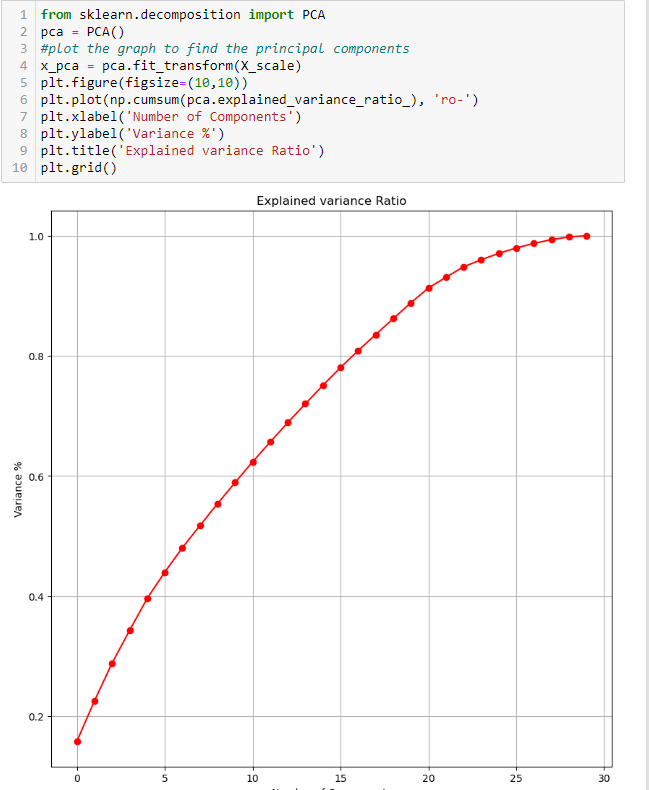 1 from sklearn.decomposition import PCA
2 pca = PCA()
3 #plot the graph to find the principal components
4 x_pca = pca.fit_transform(X_scale)
5 plt.figure(figsize=(10,10))
6 plt.plot(np.cumsum(pca.explained_variance_ratio_), 'ro-')
7 plt.xlabel('Number of Components')
8 plt.ylabel('Variance %')
9 plt.title('Explained variance Ratio')
10 plt.grid()
Explained variance Ratio
1.0
0.8
0.6
0.4
0.2
Variance %
0 5 10 15 20 25 30